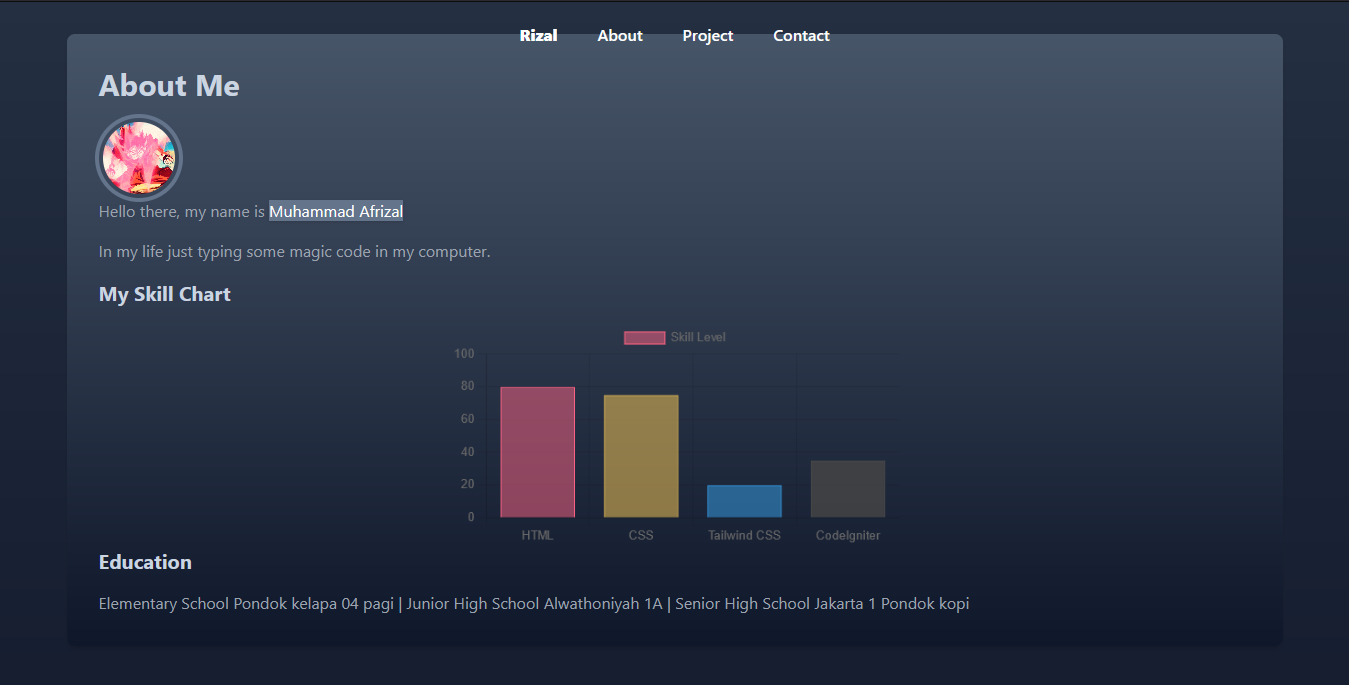 Rizal About Project Contact
About Me
Hello there, my name is Muhammad Afrizal
In my life just typing some magic code in my computer.
My Skill Chart
Skill Level
100
80
60
40
20
0
HTML CSS Tailwind CSS CodeIgniter
Education
Elementary School Pondok kelapa 04 pagi | Junior High School Alwathoniyah 1A | Senior High School Jakarta 1 Pondok kopi